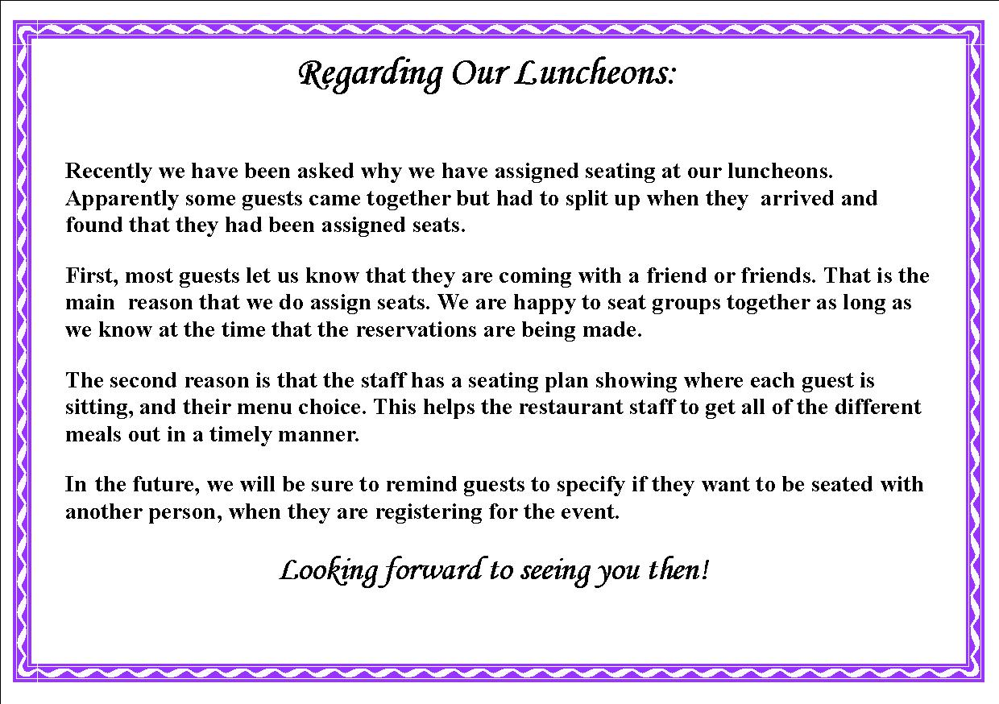 Regarding Our Luncheons:
Recently we have been asked why we have assigned seating at our luncheons.
Apparently some guests came together but had to split up when they  arrived and
found that they had been assigned seats.
First, most guests let us know that they are coming with a friend or friends. That is the
main  reason that we do assign seats. We are happy to seat groups together as long as
we know at the time that the reservations are being made.
The second reason is that the staff has a seating plan showing where each guest is
sitting, and their menu choice. This helps the restaurant staff to get all of the different
meals out in a timely manner.
In the future, we will be sure to remind guests to specify if they want to be seated with
another person, when they are registering for the event.
Looking forward to seeing you then!